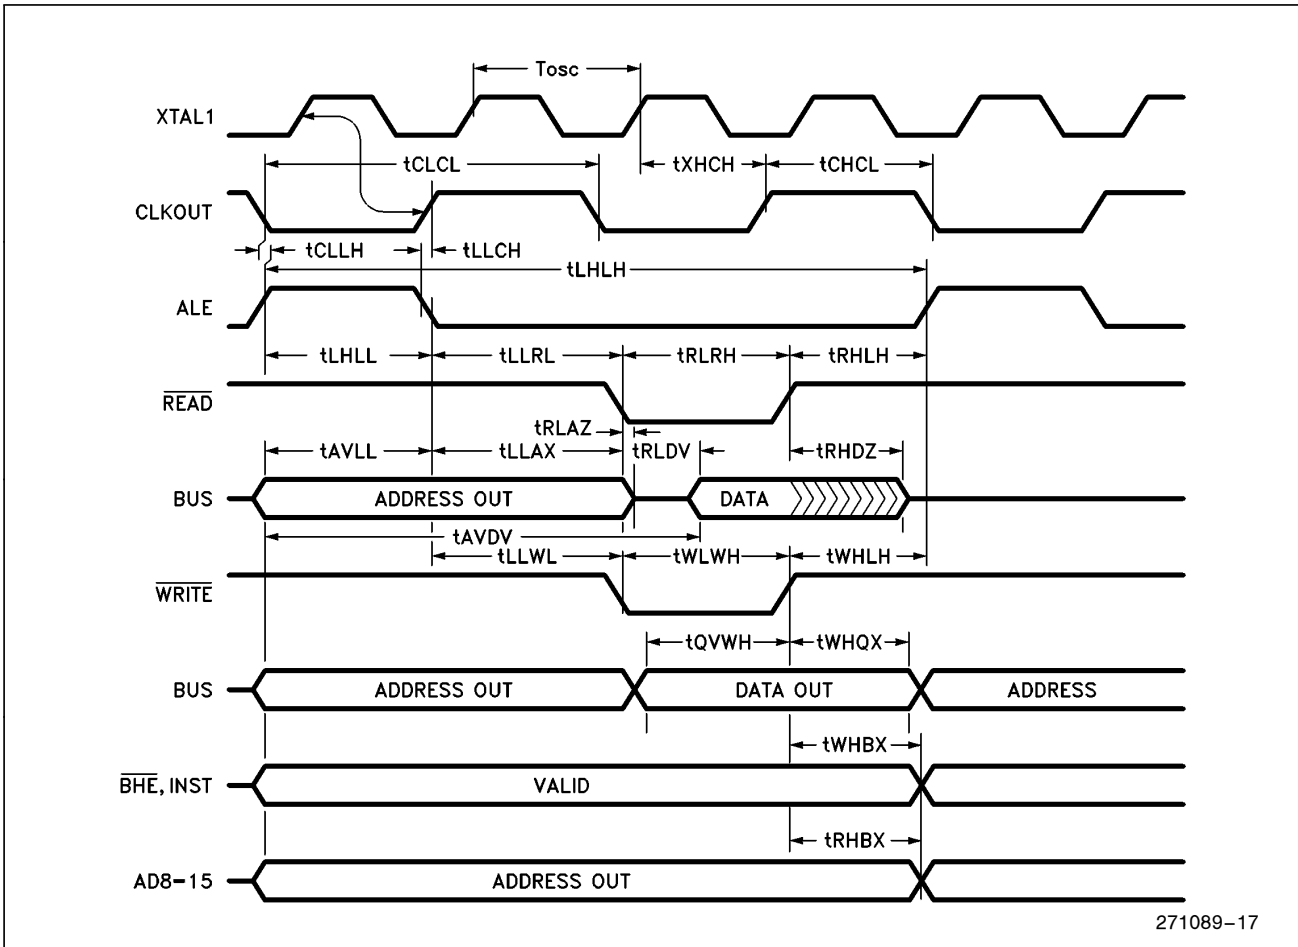 Tosc
XTAL1
tCLCL
tXHCH
tCHCL
CLKOUT
tCLLH
tLLCH
tLHLH
ALE
tLHLL
tLLRL
tRLRH
tRHLH
READ
tRLAZ
tAVLL
tLLAX
tRLDV
tRHDZ
BUS
ADDRESS OUT
DATA
tAVDV
tLLWL
tWLWH
tWHLH
WRITE
tQVWH
tWHQX
BUS
ADDRESS OUT
DATA OUT
ADDRESS
tWHBX
BHE, INST
VALID
tRHBX
AD8-15
ADDRESS OUT
271089-17